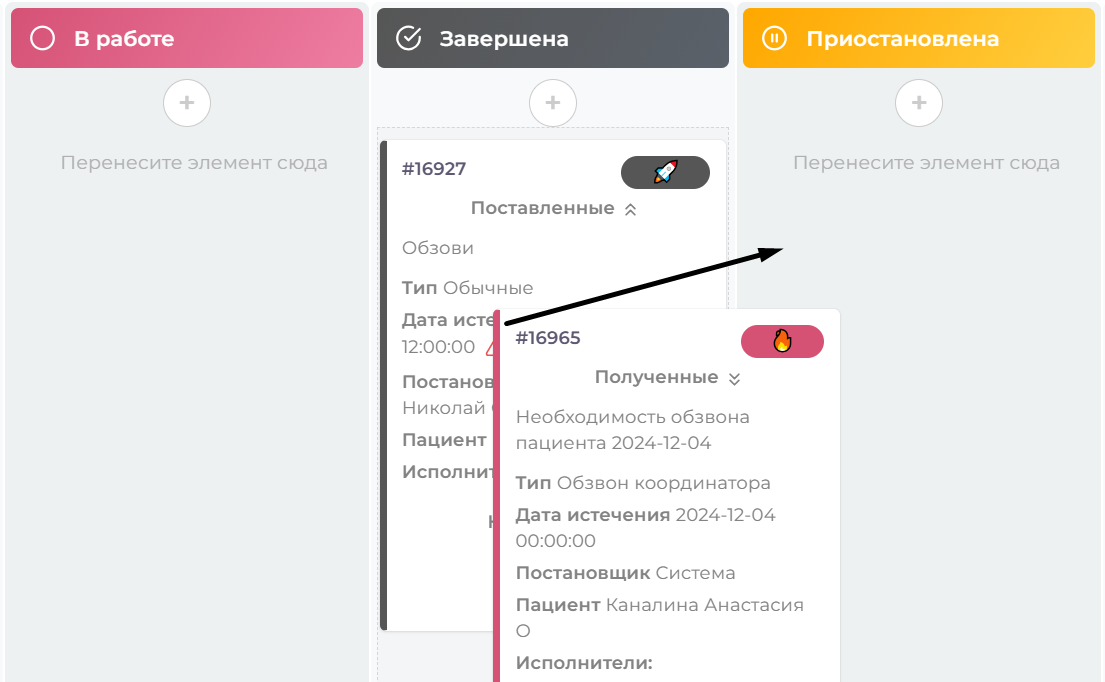 В работе
Завершена
Приостановлена
Перенесите элемент сюда
Перенесите элемент сюда
#16927
Поставленные
Обзови
Тип Обычные
Дата исте
12:00:00
Постанов
Николай
Пациент
Исполнит
#16965
Полученные
Необходимость обзвона
пациента 2024-12-04
Тип Обзвон координатора
Дата истечения 2024-12-04
00:00:00
Постановщик Система
Пациент Каналина Анастасия
О
Исполнители: